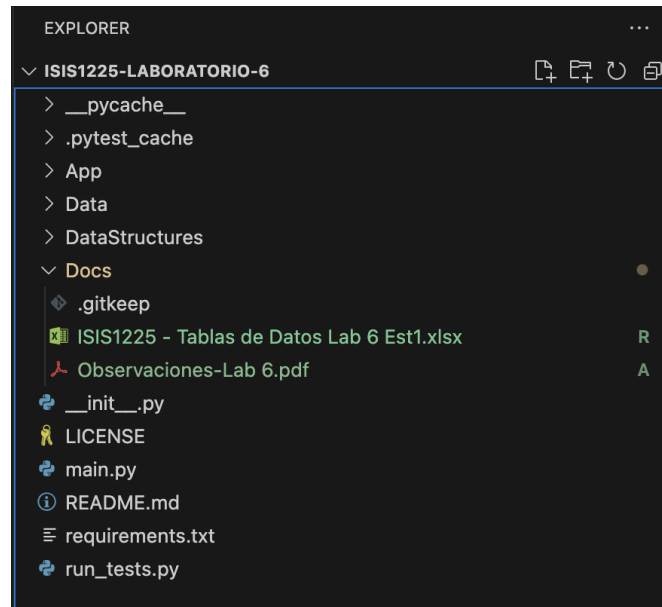 EXPLORER
ISIS1225-LABORATORIO-6
__pycache__
.pytest_cache
App
Data
DataStructures
Docs
.gitkeep
ISIS1225 - Tablas de Datos Lab 6 Est1.xlsx R
Observaciones-Lab 6.pdf A
__init__.py
LICENSE
main.py
README.md
requirements.txt
run_tests.py